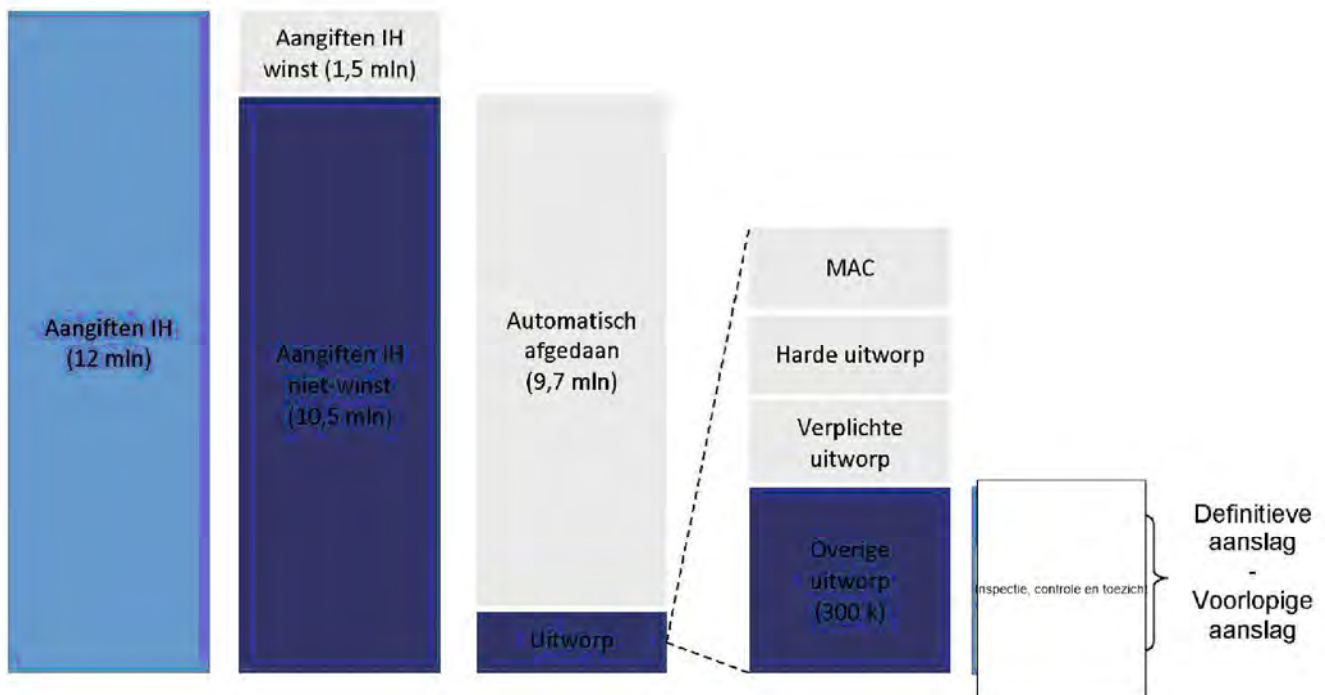 Aangiften IH
(12 mln)
Aangiften IH
winst (1,5 mln)
Aangiften IH
niet-winst
(10,5 mln)
Automatisch
afgedaan
(9,7 mln)
Uitworp
MAC
Harde uitworp
Verplichte
uitworp
Overige
uitworp
(300 k)
Inspectie, controle en toezicht
Definitieve
aanslag
-
Voorlopige
aanslag